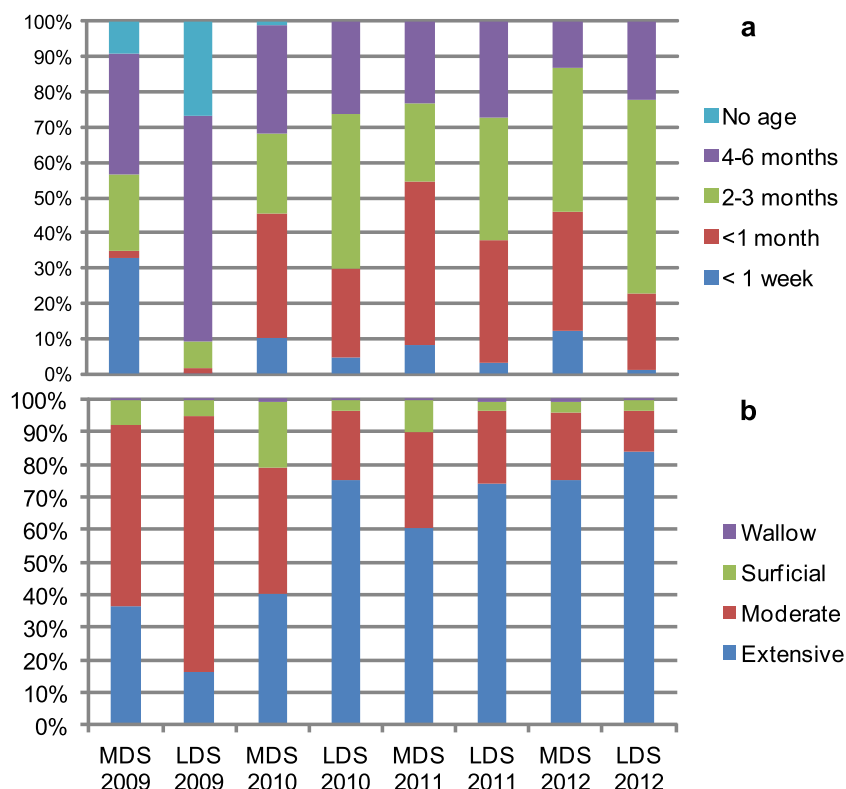 100%
90%
80%
70%
60%
50%
40%
30%
20%
10%
0%
a
No age
4-6 months
2-3 months
<1 month
< 1 week
100%
90%
80%
70%
60%
50%
40%
30%
20%
10%
0%
b
Wallow
Surficial
Moderate
Extensive
MDS LDS MDS LDS MDS LDS MDS LDS
2009 2009 2010 2010 2011 2011 2012 2012